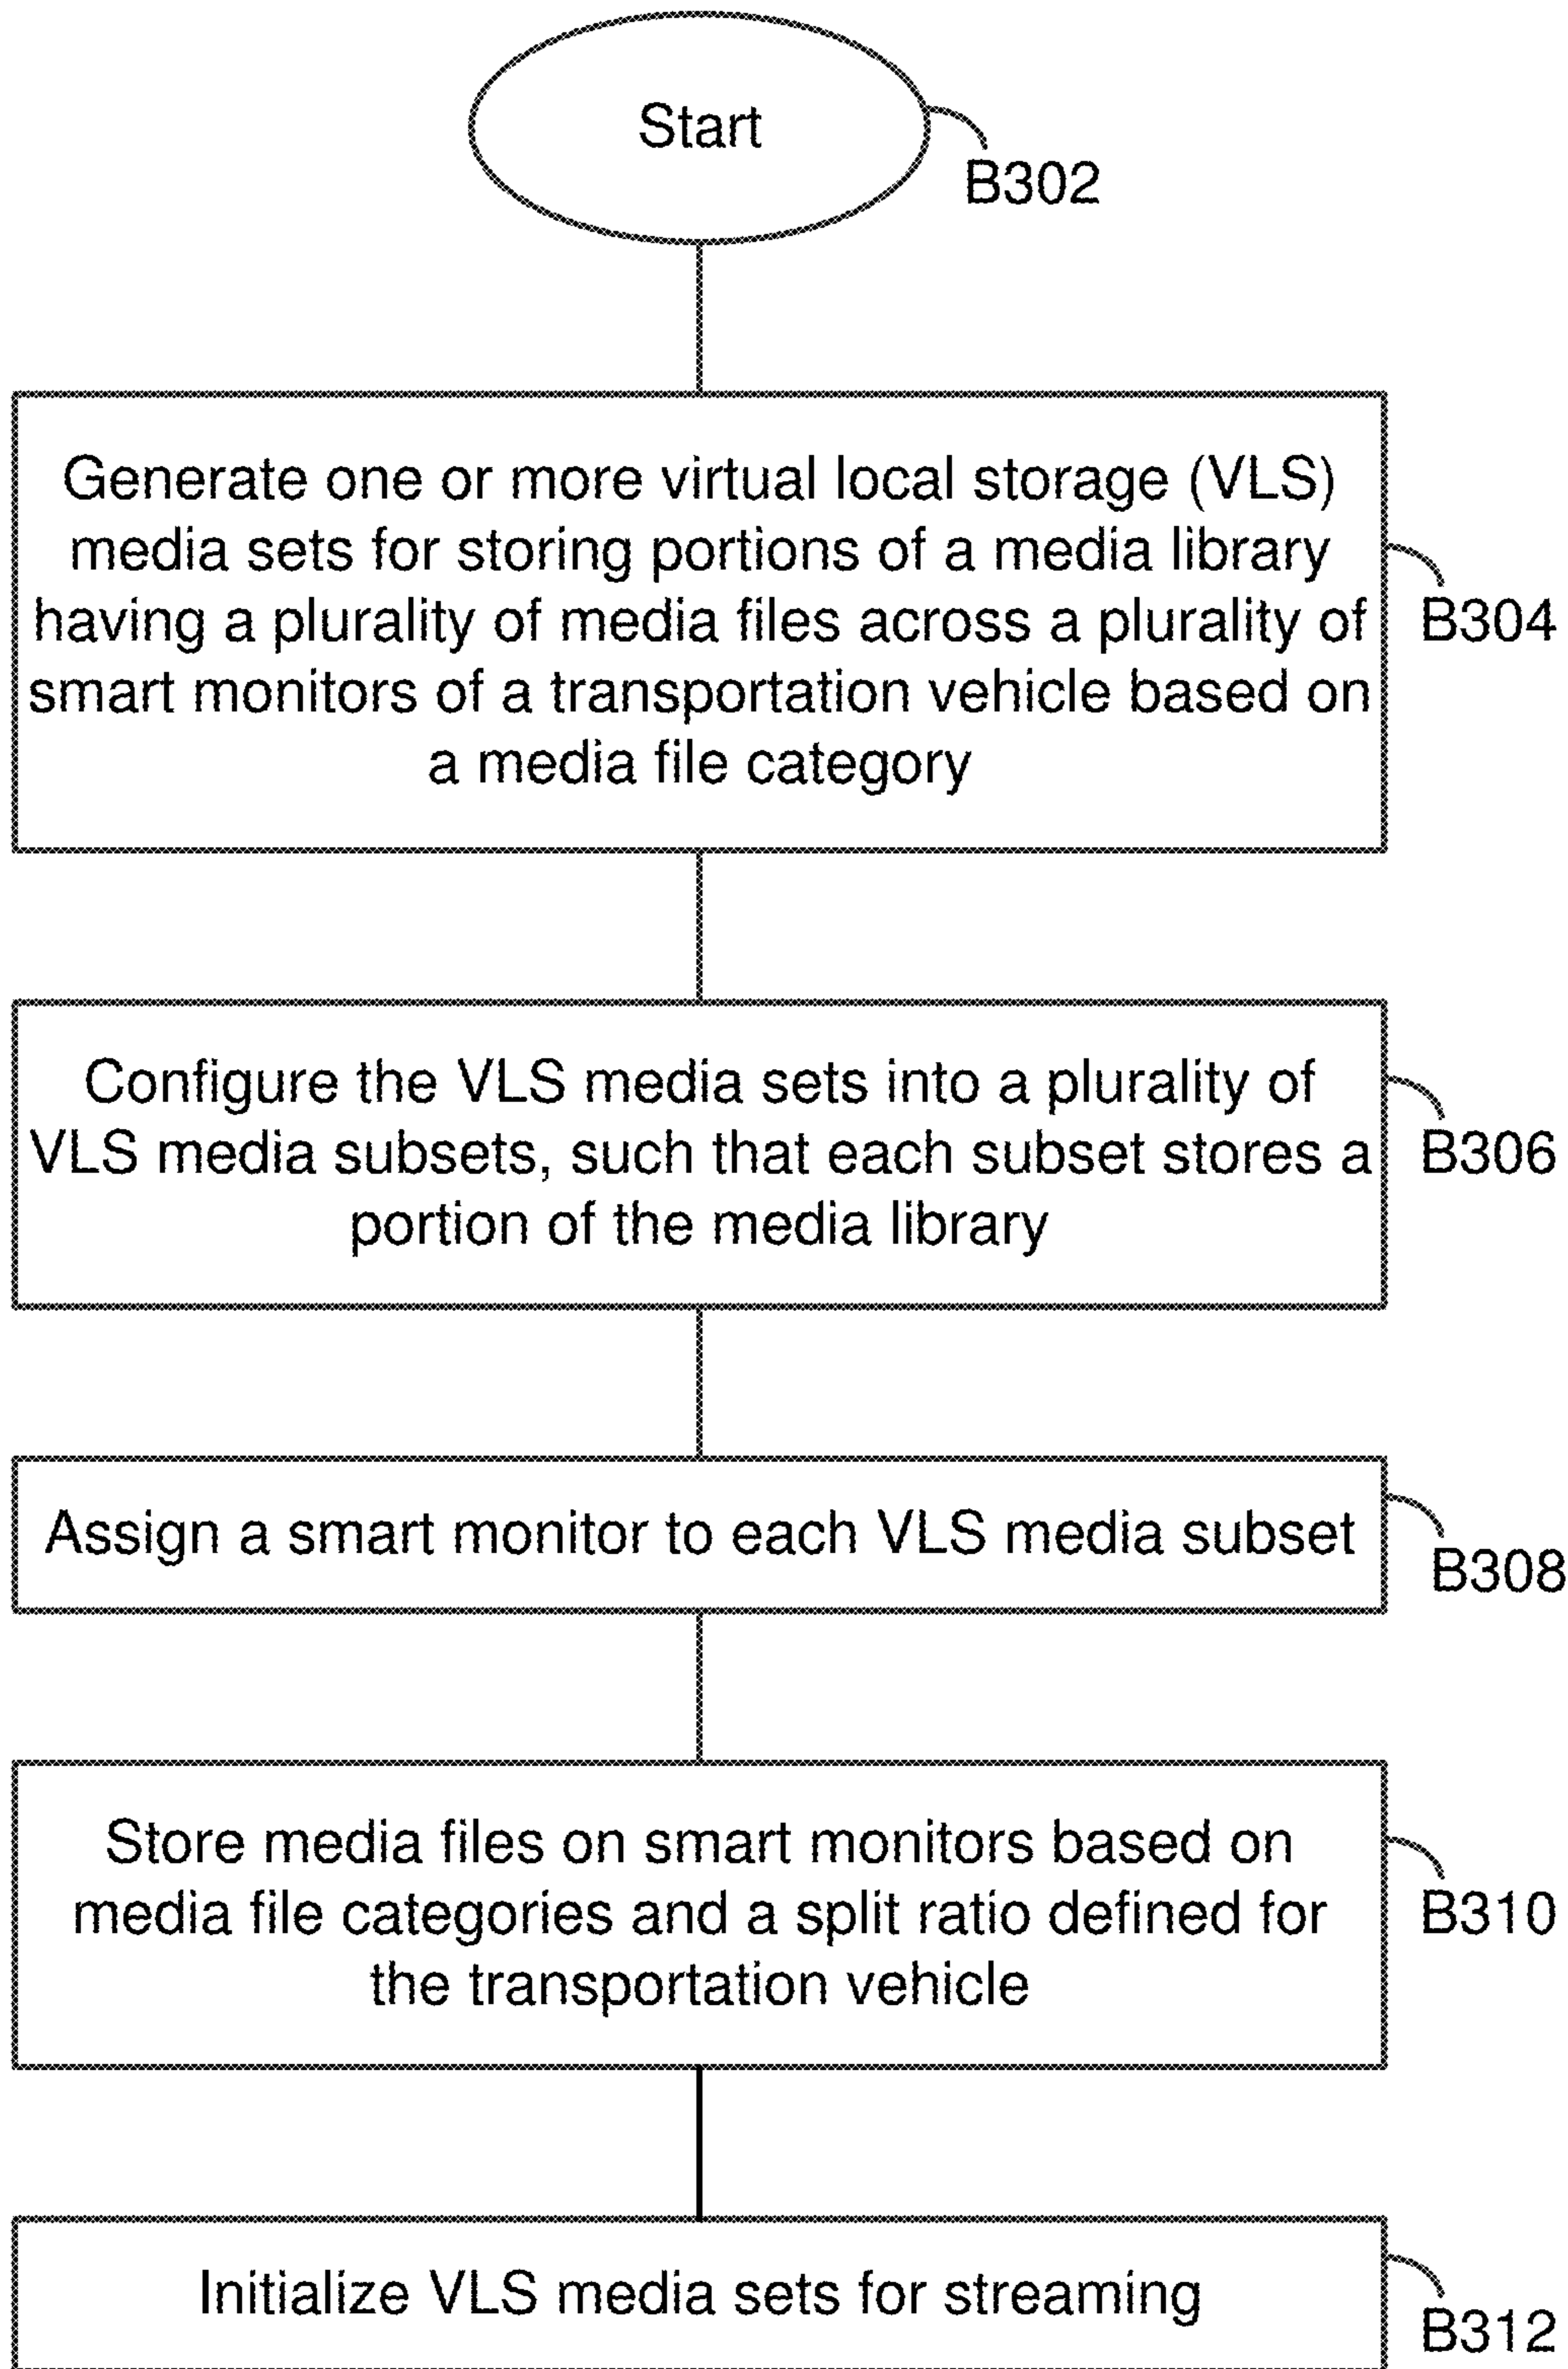 Start
B302
Generate one or more virtual local storage (VLS)
media sets for storing portions of a media library
having a plurality of media files across a plurality of
smart monitors of a transportation vehicle based on
a media file category
B304
Configure the VLS media sets into a plurality of
VLS media subsets, such that each subset stores a
portion of the media library
B306
Assign a smart monitor to each VLS media subset
B308
Store media files on smart monitors based on
media file categories and a split ratio defined for
the transportation vehicle
B310
Initialize VLS media sets for streaming
B312